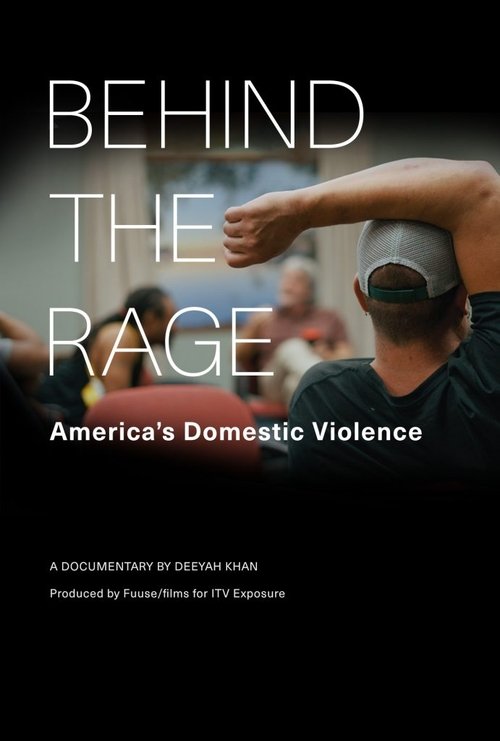 BEHIND
THE
RAGE
America's Domestic Violence
A DOCUMENTARY BY DEEYAH KHAN
Produced by Fuuse/films for ITV Exposure